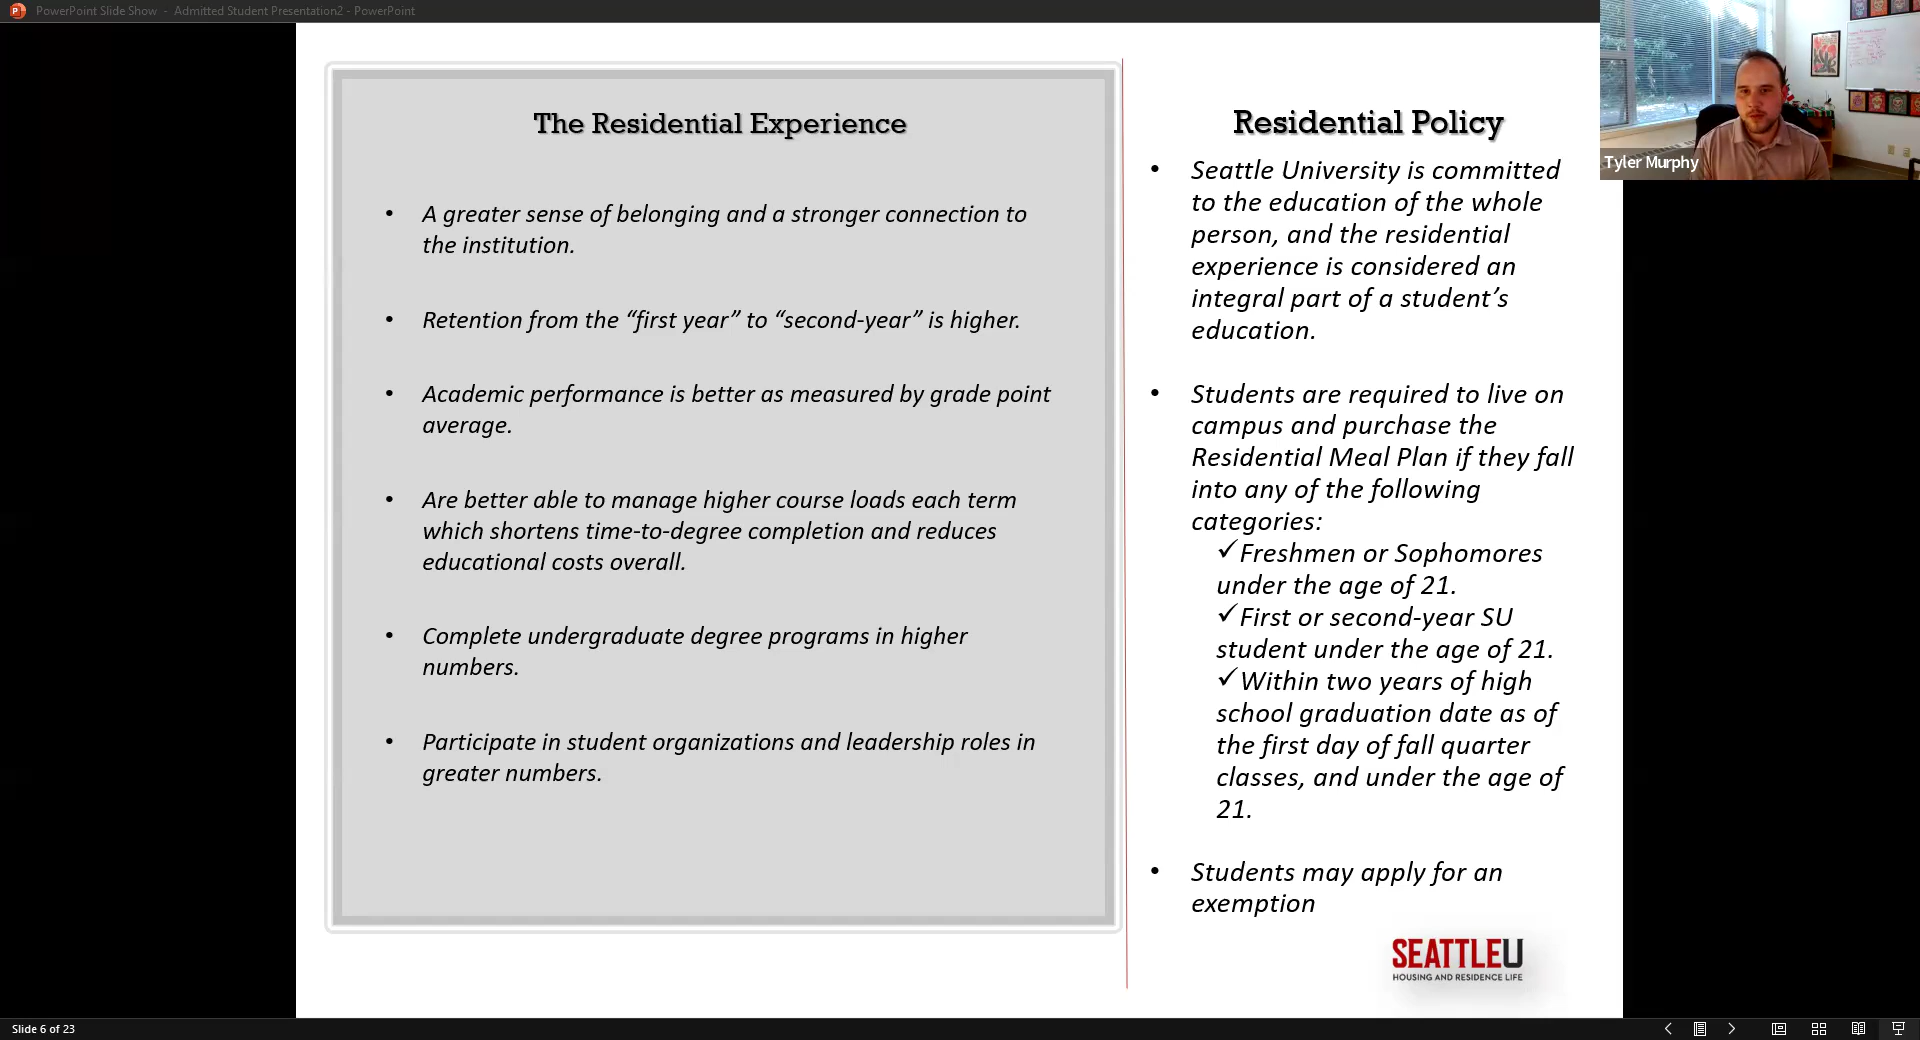 PowerPoint Slide Show - Admitted Student Presentation2 - PowerPoint
The Residential Experience
• A greater sense of belonging and a stronger connection to
the institution.
• Retention from the “first year” to “second-year” is higher.
• Academic performance is better as measured by grade point
average.
• Are better able to manage higher course loads each term
which shortens time-to-degree completion and reduces
educational costs overall.
• Complete undergraduate degree programs in higher
numbers.
• Participate in student organizations and leadership roles in
greater numbers.
Residential Policy
• Seattle University is committed
to the education of the whole
person, and the residential
experience is considered an
integral part of a student’s
education.
• Students are required to live on
campus and purchase the
Residential Meal Plan if they fall
into any of the following
categories:
✓Freshmen or Sophomores
under the age of 21.
✓First or second-year SU
student under the age of 21.
✓Within two years of high
school graduation date as of
the first day of fall quarter
classes, and under the age of
21.
• Students may apply for an
exemption
SEATTLEU
HOUSING AND RESIDENCE LIFE
Tyler Murphy
Slide 6 of 23